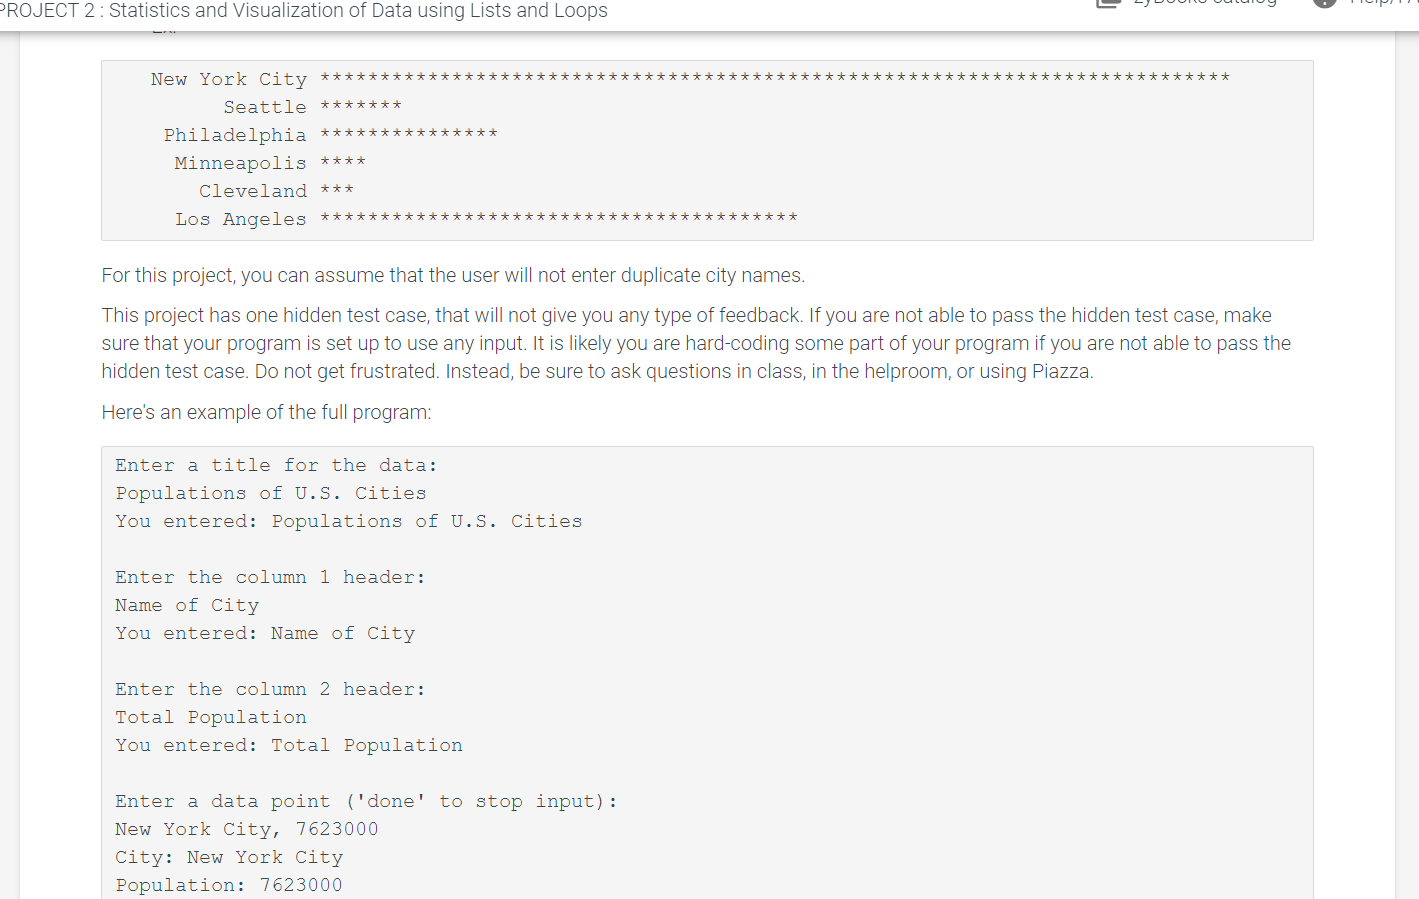 PROJECT 2 : Statistics and Visualization of Data using Lists and Loops
New York City ****************************************************************************
Seattle *******
Philadelphia ***************
Minneapolis ****
Cleveland ***
Los Angeles ****************************************
For this project, you can assume that the user will not enter duplicate city names.
This project has one hidden test case, that will not give you any type of feedback. If you are not able to pass the hidden test case, make
sure that your program is set up to use any input. It is likely you are hard-coding some part of your program if you are not able to pass the
hidden test case. Do not get frustrated. Instead, be sure to ask questions in class, in the helproom, or using Piazza.
Here's an example of the full program:
Enter a title for the data:
Populations of U.S. Cities
You entered: Populations of U.S. Cities
Enter the column 1 header:
Name of City
You entered: Name of City
Enter the column 2 header:
Total Population
You entered: Total Population
Enter a data point ('done' to stop input):
New York City, 7623000
City: New York City
Population: 7623000